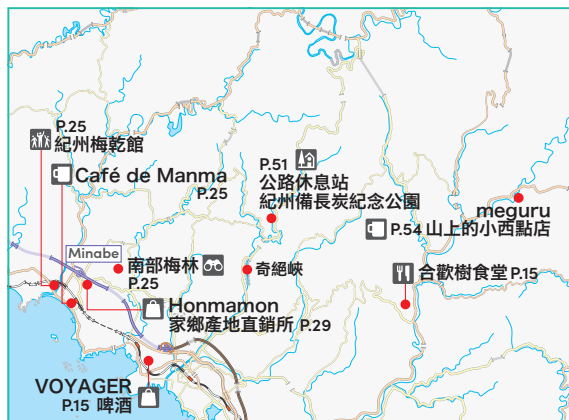 P.25
紀州梅乾館
Café de Manma
P.25
P.51
公路休息站
紀州備長炭紀念公園
meguru
P.54 山上的小西點店
Minabe
南部梅林
P.25
奇絕峽
合歡樹食堂 P.15
Honmamon
家鄉產地直銷所 P.29
VOYAGER
P.15 啤酒